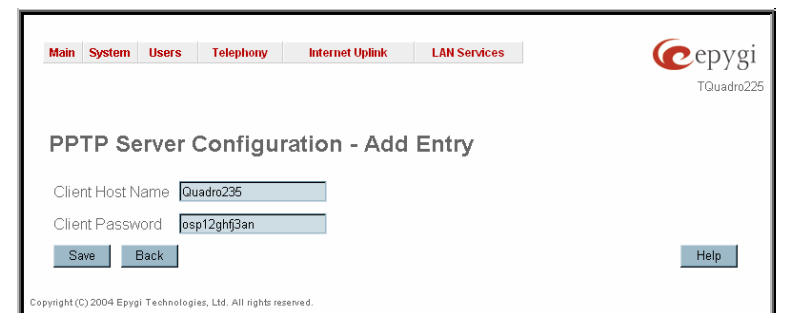 Main System Users Telephony Internet Uplink LAN Services
epygi
TQuadro225
PPTP Server Configuration - Add Entry
Client Host Name Quadro235
Client Password osp12ghfj3an
Save Back Help
Copyright (C) 2004 Epygi Technologies, Ltd. All rights reserved.